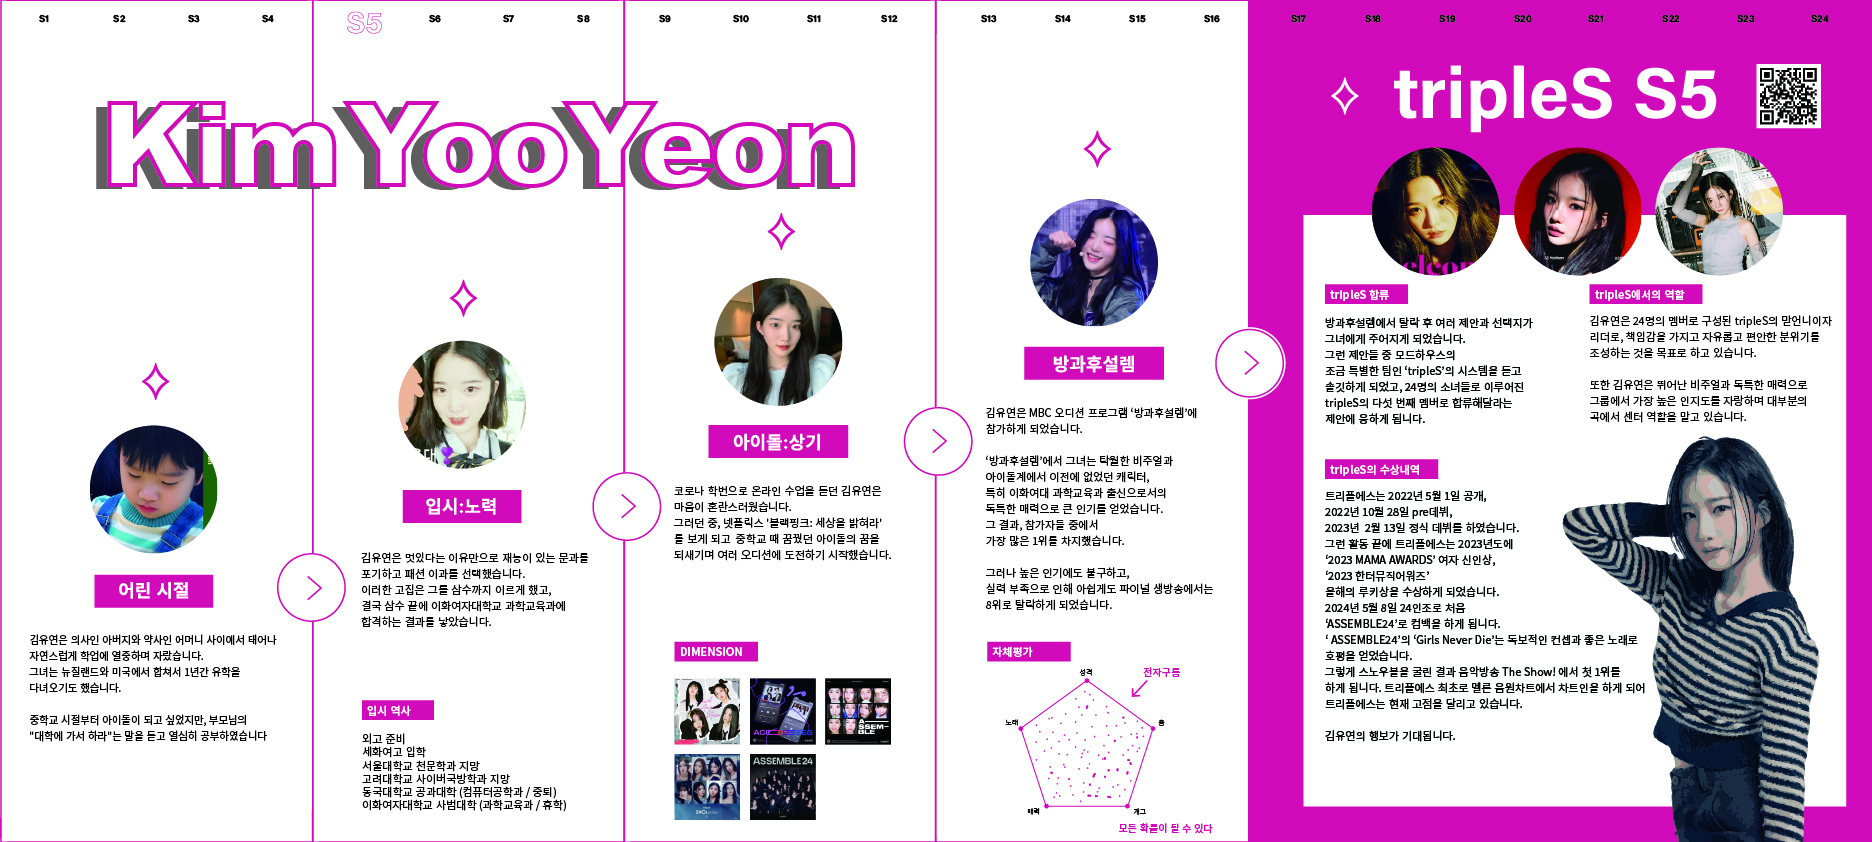 S1 S2 S3 S4 S5 S6 S7 S8 S9 S10 S11 S12 S13 S14 S15 S16 S17 S18 S19 S20 S21 S22 S23 S24
Kim YooYeon
어린 시절
김유연은 의사인 아버지와 약사인 어머니 사이에서 태어나
자연스럽게 학업에 열중하며 자랐습니다.
그녀는 뉴질랜드와 미국에서 합쳐서 1년간 유학을
다녀오기도 했습니다.
중학교 시절부터 아이돌이 되고 싶었지만, 부모님의
"대학에 가서 하라"는 말을 듣고 열심히 공부하였습니다
입시:노력
김유연은 멋있다는 이유만으로 재능이 있는 문과를
포기하고 패션 이과를 선택했습니다.
이러한 고집은 그를 삼수까지 이르게 했고,
결국 삼수 끝에 이화여자대학교 과학교육과에
합격하는 결과를 낳았습니다.
입시 역사
외고 준비
세화여고 입학
서울대학교 천문학과 지망
고려대학교 사이버국방학과 지망
동국대학교 공과대학 (컴퓨터공학과 / 중퇴)
이화여자대학교 사범대학 (과학교육과 / 휴학)
아이돌:상기
코로나 학번으로 온라인 수업을 듣던 김유연은
마음이 혼란스러웠습니다.
그러던 중, 넷플릭스 '블랙핑크: 세상을 밝혀라'
를 보게 되고 중학교 때 꿈꿨던 아이돌의 꿈을
되새기며 여러 오디션에 도전하기 시작했습니다.
DIMENSION
ASSEM-
BLE
ASSEMBLE24
방과후설렘
김유연은 MBC 오디션 프로그램 ‘방과후설렘’에
참가하게 되었습니다.
‘방과후설렘’에서 그녀는 탁월한 비주얼과
아이돌계에서 이전에 없었던 캐릭터,
특히 이화여대 과학교육과 출신으로서의
독특한 매력으로 큰 인기를 얻었습니다.
그 결과, 참가자들 중에서
가장 많은 1위를 차지했습니다.
그러나 높은 인기에도 불구하고,
실력 부족으로 인해 아쉽게도 파이널 생방송에서는
8위로 탈락하게 되었습니다.
자체평가
성격
전자구름
노래
춤
매력
개그
모든 확률이 될 수 있다
tripleS S5
tripleS 합류
방과후설렘에서 탈락 후 여러 제안과 선택지가
그녀에게 주어지게 되었습니다.
그런 제안들 중 모드하우스의
조금 특별한 팀인 ‘tripleS’의 시스템을 듣고
솔깃하게 되었고, 24명의 소녀들로 이루어진
tripleS의 다섯 번째 멤버로 합류해달라는
제안에 응하게 됩니다.
tripleS에서의 역할
김유연은 24명의 멤버로 구성된 tripleS의 맏언니이자
리더로, 책임감을 가지고 자유롭고 편안한 분위기를
조성하는 것을 목표로 하고 있습니다.
또한 김유연은 뛰어난 비주얼과 독특한 매력으로
그룹에서 가장 높은 인지도를 자랑하며 대부분의
곡에서 센터 역할을 맡고 있습니다.
tripleS의 수상내역
트리플에스는 2022년 5월 1일 공개,
2022년 10월 28일 pre데뷔,
2023년 2월 13일 정식 데뷔를 하였습니다.
그런 활동 끝에 트리플에스는 2023년도에
‘2023 MAMA AWARDS’ 여자 신인상,
‘2023 한터뮤직어워즈’
올해의 루키상을 수상하게 되었습니다.
2024년 5월 8일 24인조로 처음
‘ASSEMBLE24’로 컴백을 하게 됩니다.
‘ ASSEMBLE24’의 ‘Girls Never Die’는 독보적인 컨셉과 좋은 노래로
호평을 얻었습니다.
그렇게 스노우볼을 굴린 결과 음악방송 The Show! 에서 첫 1위를
하게 됩니다. 트리플에스 최초로 멜론 음원차트에서 차트인을 하게 되어
트리플에스는 현재 고점을 달리고 있습니다.
김유연의 행보가 기대됩니다.